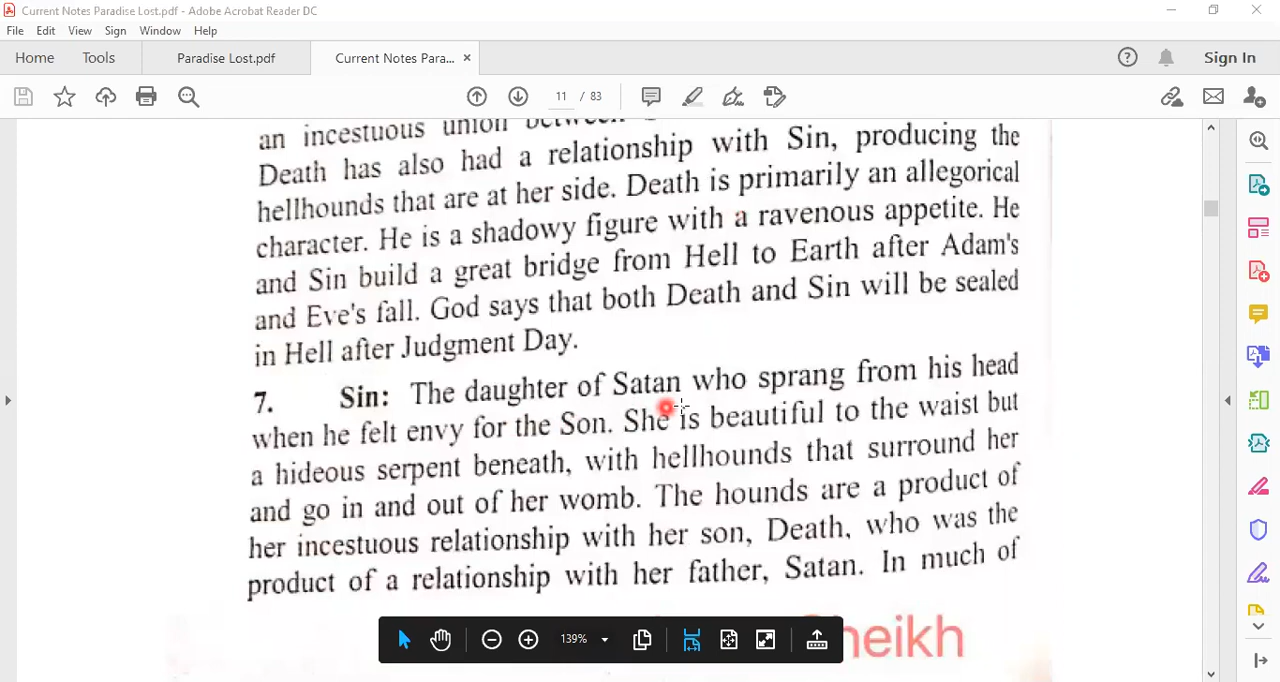 Current Notes Paradise Lost.pdf - Adobe Acrobat Reader DC
File Edit View Sign Window Help
Home Tools Paradise Lost.pdf Current Notes Para... × Sign In
11 / 83
an incestuous union between
Death has also had a relationship with Sin, producing the
hellhounds that are at her side. Death is primarily an allegorical
character. He is a shadowy figure with a ravenous appetite. He
and Sin build a great bridge from Hell to Earth after Adam's
and Eve's fall. God says that both Death and Sin will be sealed
in Hell after Judgment Day.
7. Sin: The daughter of Satan who sprang from his head
when he felt envy for the Son. She is beautiful to the waist but
a hideous serpent beneath, with hellhounds that surround her
and go in and out of her womb. The hounds are a product of
her incestuous relationship with her son, Death, who was the
product of a relationship with her father, Satan. In much of
heikh
139%